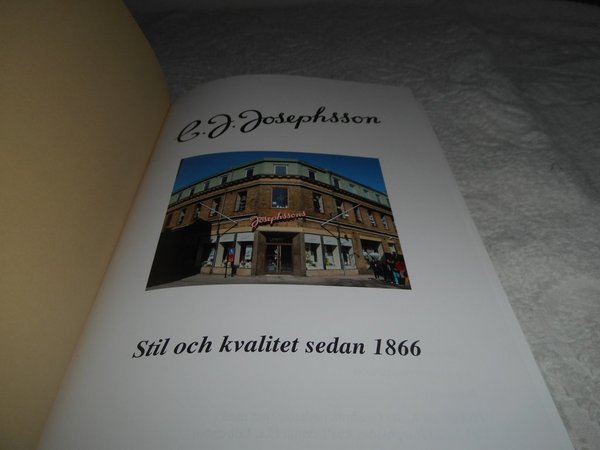 C. J. Josephsson
Josephssons
Stil och kvalitet sedan 1866